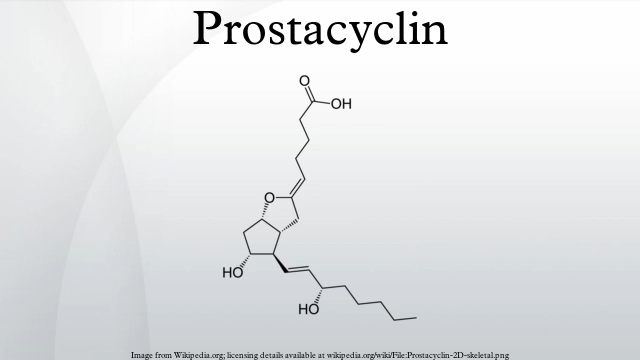 Prostacyclin
O
OH
O
HO
HO
Image from Wikipedia.org; licensing details available at wikipedia.org/wiki/File:Prostacyclin-2D-skeletal.png